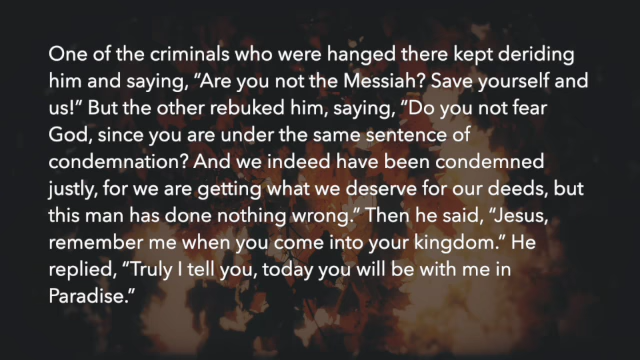 One of the criminals who were hanged there kept deriding
him and saying, “Are you not the Messiah? Save yourself and
us!” But the other rebuked him, saying, “Do you not fear
God, since you are under the same sentence of
condemnation? And we indeed have been condemned
justly, for we are getting what we deserve for our deeds, but
this man has done nothing wrong.” Then he said, “Jesus,
remember me when you come into your kingdom.” He
replied, “Truly I tell you, today you will be with me in
Paradise.”